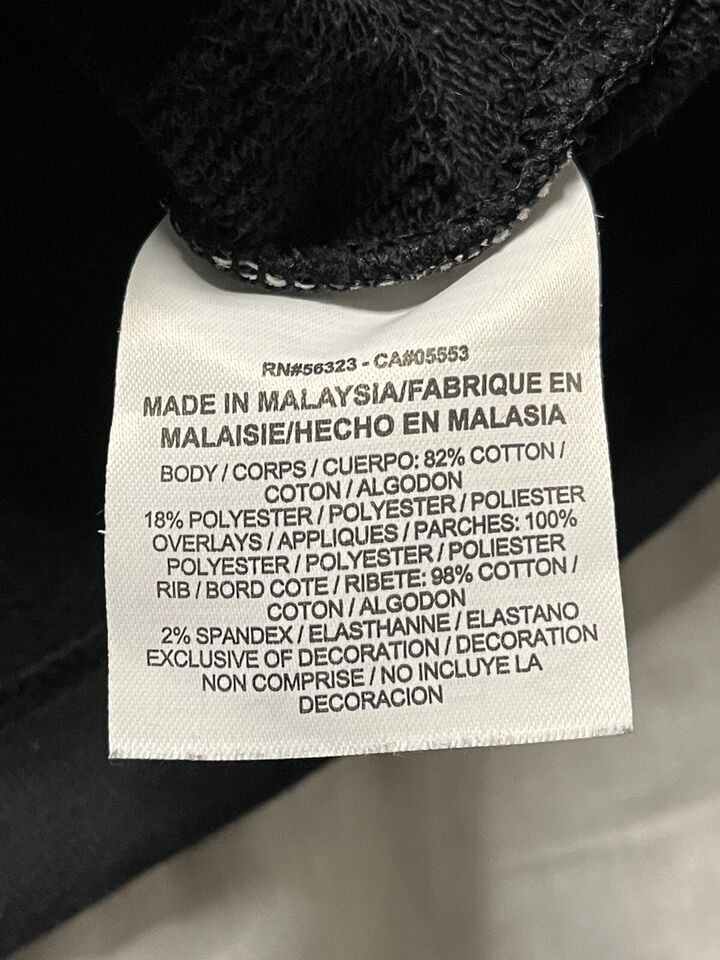 RN#56323 - CA#05553
MADE IN MALAYSIA/FABRIQUE EN
MALAISIE/HECHO EN MALASIA
BODY / CORPS / CUERPO: 82% COTTON /
COTON / ALGODON
18% POLYESTER / POLYESTER / POLIESTER
OVERLAYS / APPLIQUES / PARCHES: 100%
POLYESTER / POLYESTER / POLIESTER
RIB / BORD COTE / RIBETE: 98% COTTON /
COTON / ALGODON
2% SPANDEX / ELASTHANNE / ELASTANO
EXCLUSIVE OF DECORATION / DECORATION
NON COMPRISE / NO INCLUYE LA
DECORACION